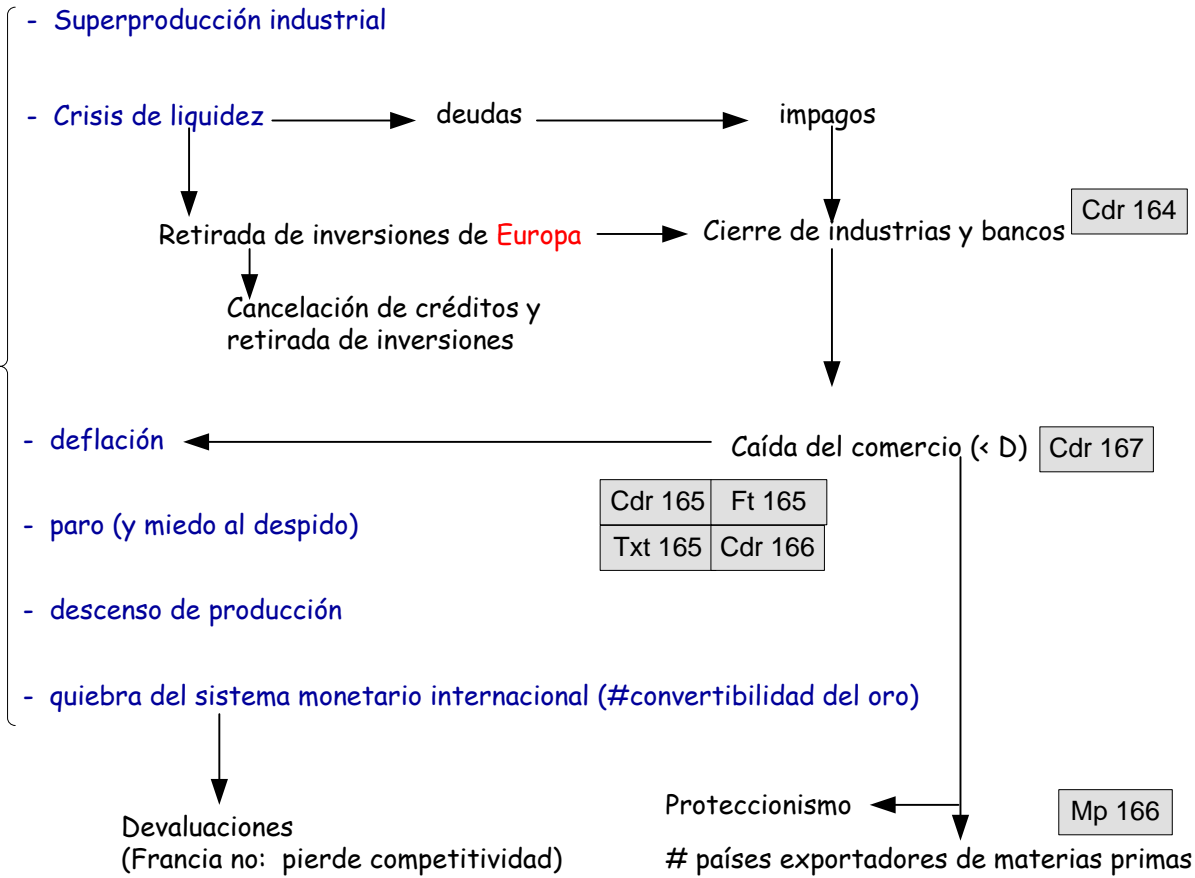 - Superproducción industrial
- Crisis de liquidez deudas impagos
Cdr 164
Retirada de inversiones de Europa Cierre de industrias y bancos
Cancelación de créditos y
retirada de inversiones
- deflación Caída del comercio (< D) Cdr 167
Cdr 165 Ft 165
- paro (y miedo al despido)
Txt 165 Cdr 166
- descenso de producción
- quiebra del sistema monetario internacional (#convertibilidad del oro)
Proteccionismo Mp 166
Devaluaciones
(Francia no: pierde competitividad) # países exportadores de materias primas